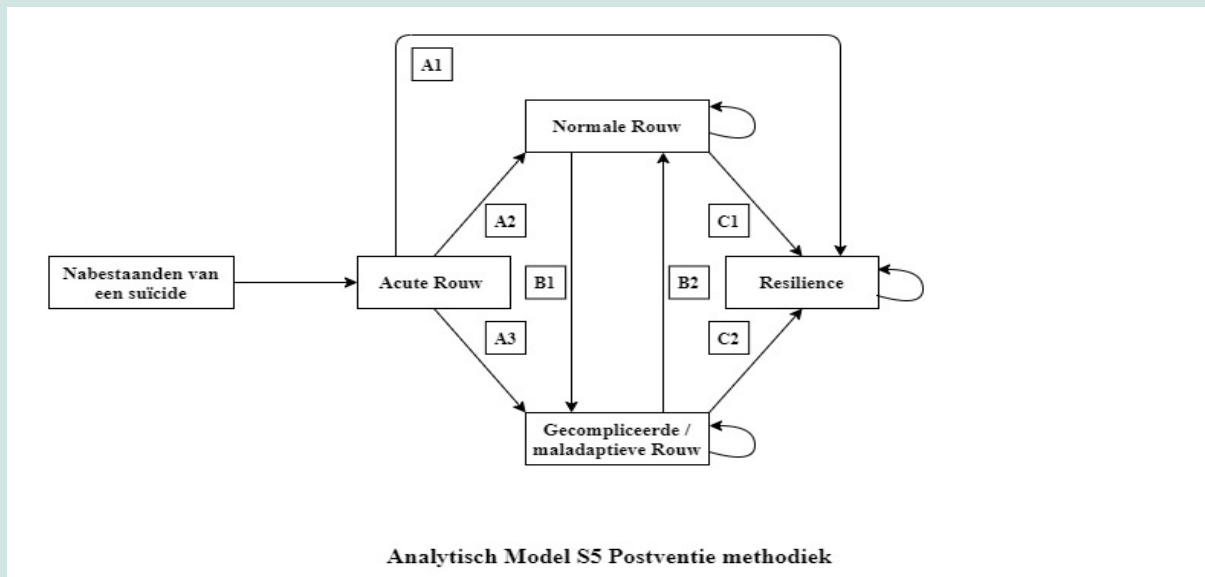 A1
Normale Rouw
A2
C1
Nabestaanden van
een suïcide
Acute Rouw
B1
B2
Resilience
A3
C2
Gecompliceerde /
maladaptieve Rouw
Analytisch Model S5 Postventie methodiek